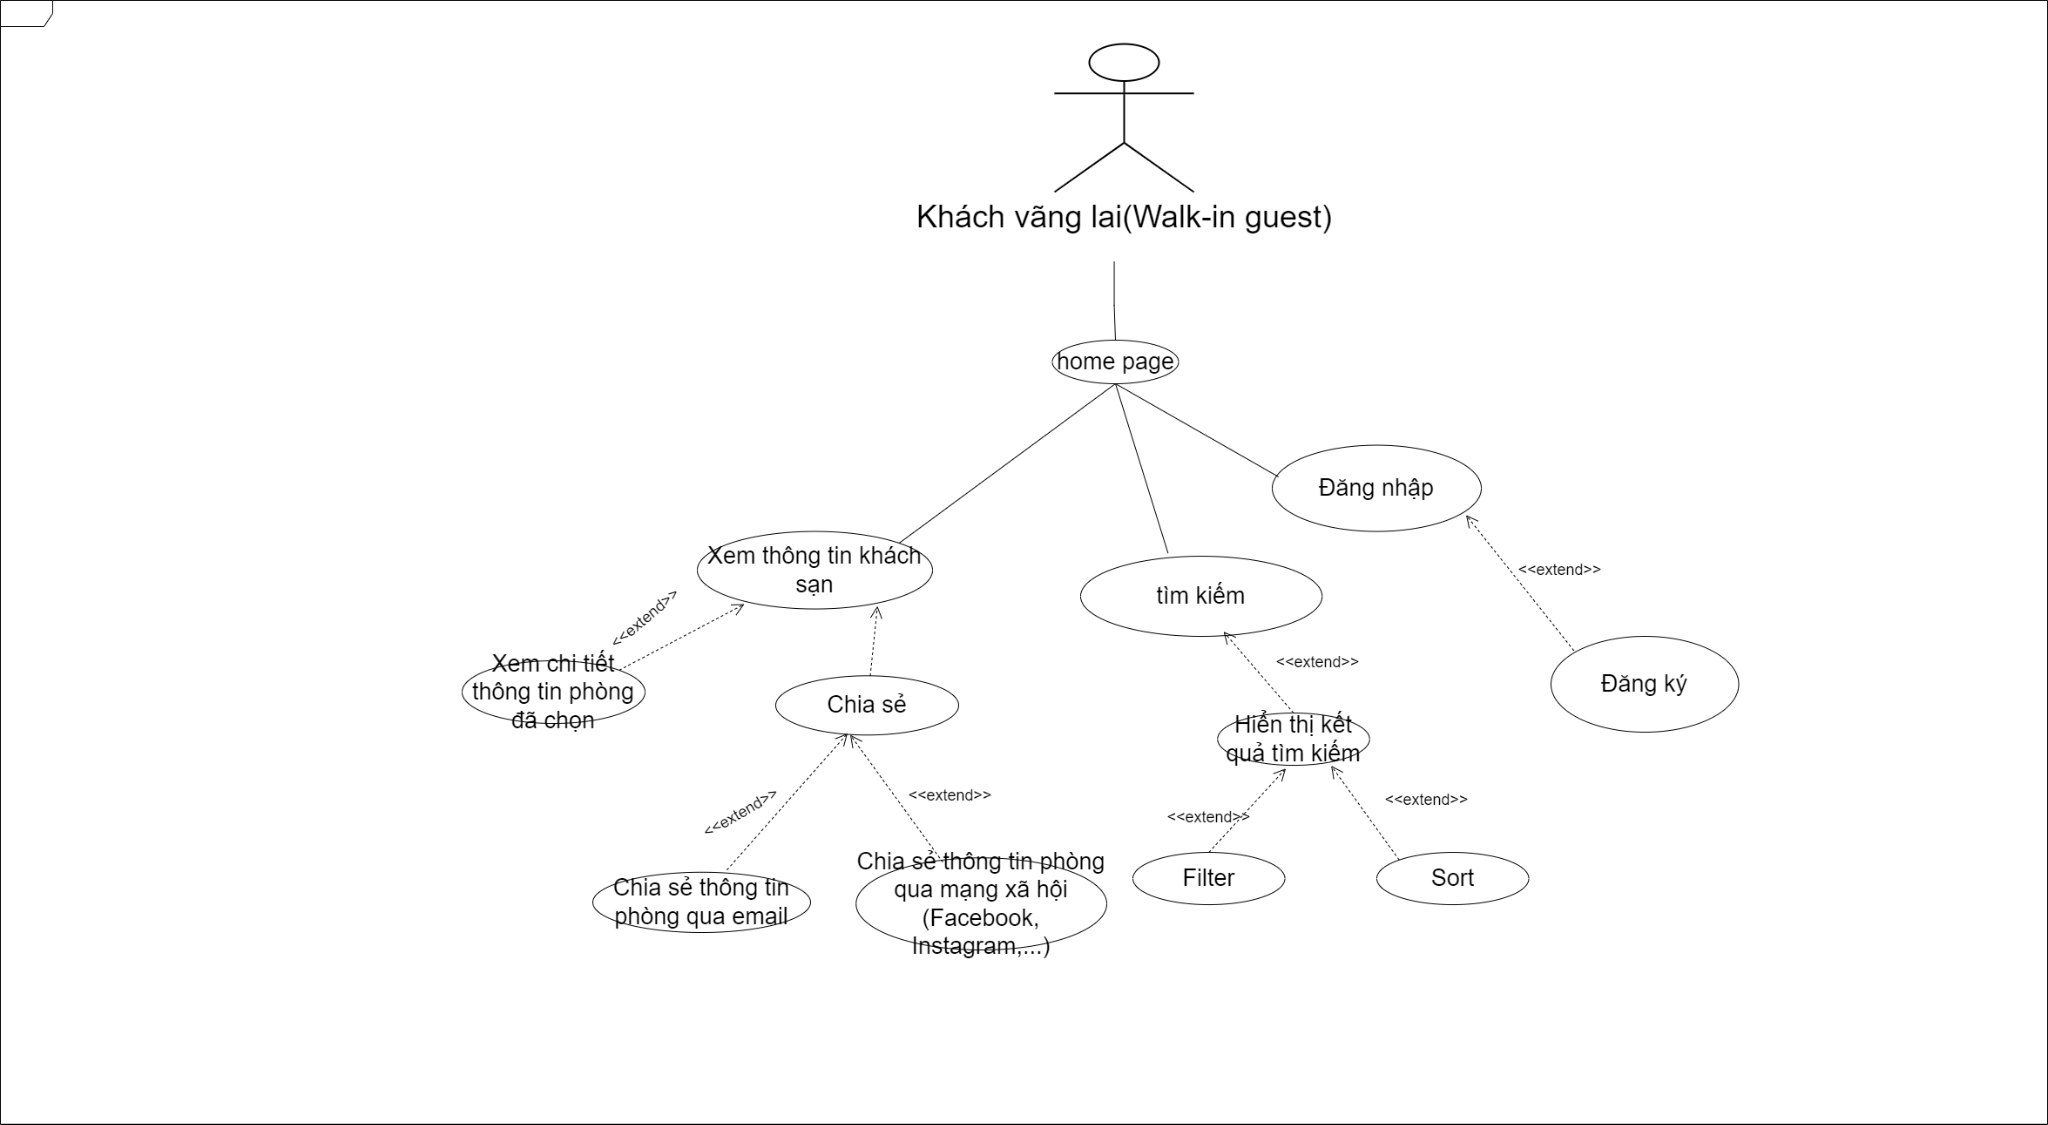 Khách vãng lai(Walk-in guest)
home page
Đăng nhập
Xem thông tin khách
sạn
<<extend>>
tìm kiếm
<<extend>>
<<extend>>
Xem chi tiết
thông tin phòng
đã chọn
Chia sẻ
Đăng ký
Hiển thị kết
quả tìm kiếm
<<extend>>
<<extend>>
<<extend>>
<<extend>>
Chia sẻ thông tin
phòng qua email
Chia sẻ thông tin phòng
qua mạng xã hội
(Facebook,
Instagram,...)
Filter
Sort